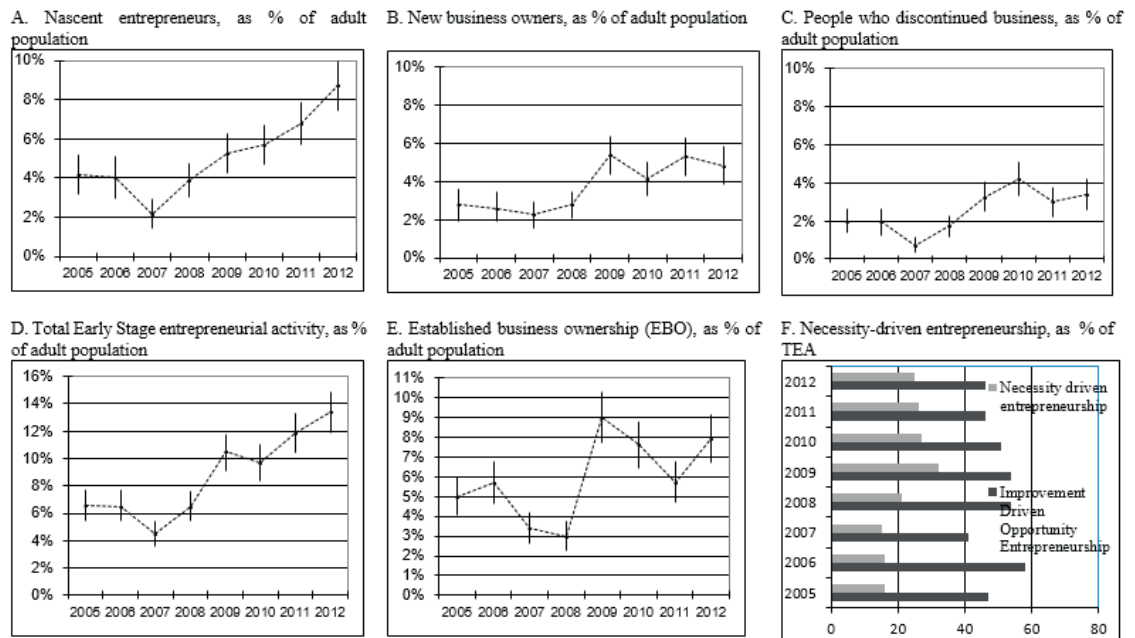 A. Nascent entrepreneurs, as % of adult
population
10%
8%
6%
4%
2%
0%
2005 2006 2007 2008 2009 2010 2011 2012
B. New business owners, as % of adult population
10%
8%
6%
4%
2%
0%
2005 2006 2007 2008 2009 2010 2011 2012
C. People who discontinued business, as % of
adult population
10%
8%
6%
4%
2%
0%
2005 2006 2007 2008 2009 2010 2011 2012
D. Total Early Stage entrepreneurial activity, as %
of adult population
16%
14%
12%
10%
8%
6%
4%
2%
0%
2005 2006 2007 2008 2009 2010 2011 2012
E. Established business ownership (EBO), as % of
adult population
11%
10%
9%
8%
7%
6%
5%
4%
3%
2%
1%
0%
2005 2006 2007 2008 2009 2010 2011 2012
F. Necessity-driven entrepreneurship, as % of
TEA
2012
2011
2010
2009
2008
2007
2006
2005
0 20 40 60 80
Necessity driven
entrepreneurship
Improvement
Driven
Opportunity
Entrepreneurship